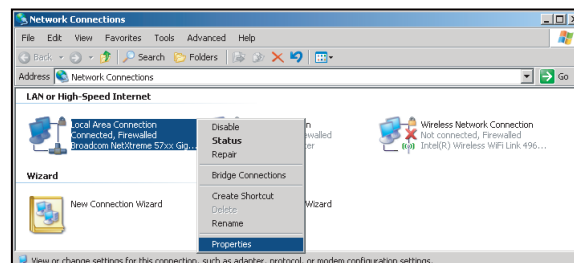 Network Connections
File Edit View Favorites Tools Advanced Help
Back Search Folders
Address Network Connections Go
LAN or High-Speed Internet
Local Area Connection
Connected, Firewalled
Broadcom NetXtreme 57xx Gig...
Disable
Status
Repair
Bridge Connections
Create Shortcut
Delete
Rename
Properties
Wireless Network Connection
Not connected, Firewalled
Intel(R) Wireless WiFi Link 496...
Wizard
New Connection Wizard
Wizard
View or change settings for this connection, such as adapter, protocol, or modem configuration settings.